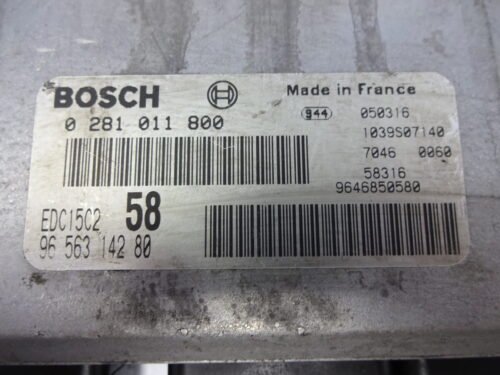 BOSCH
Made in France
0 281 011 800
944
050316
1039S07140
7046 0060
58316
9646850580
EDC15C2 58
96 563 142 80